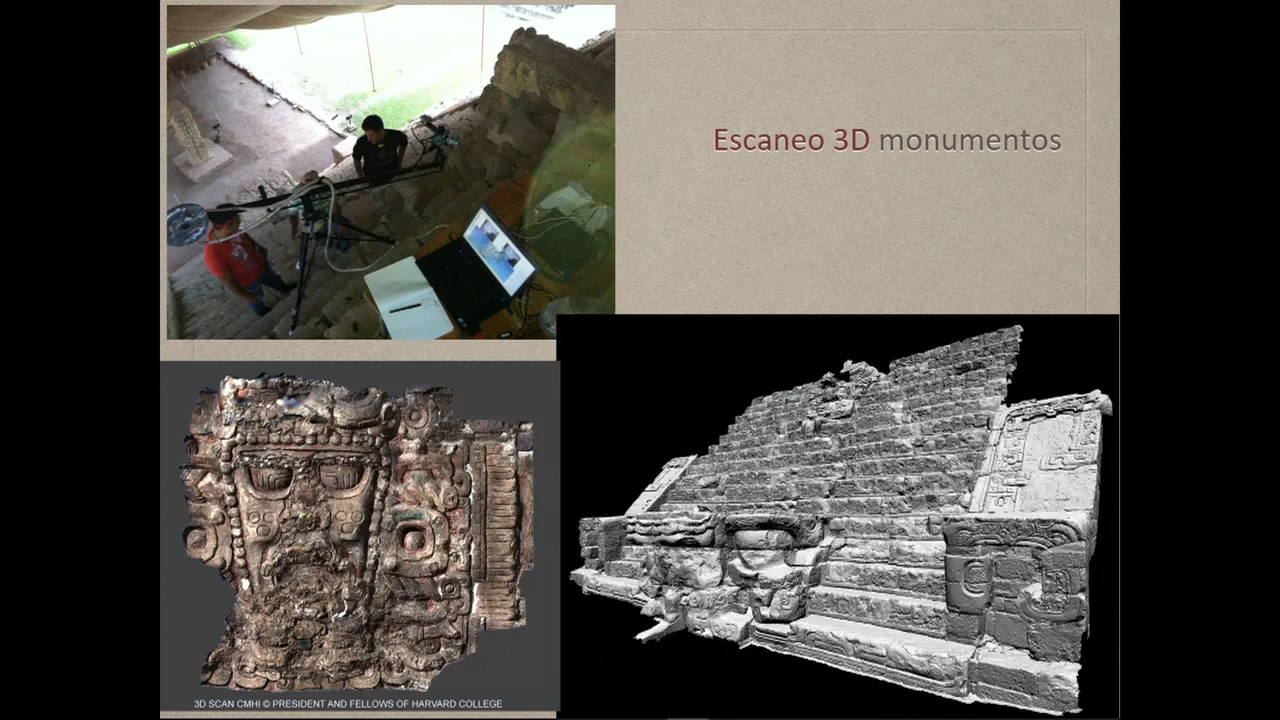 Escaneo 3D monumentos
3D SCAN CMHI © PRESIDENT AND FELLOWS OF HARVARD COLLEGE